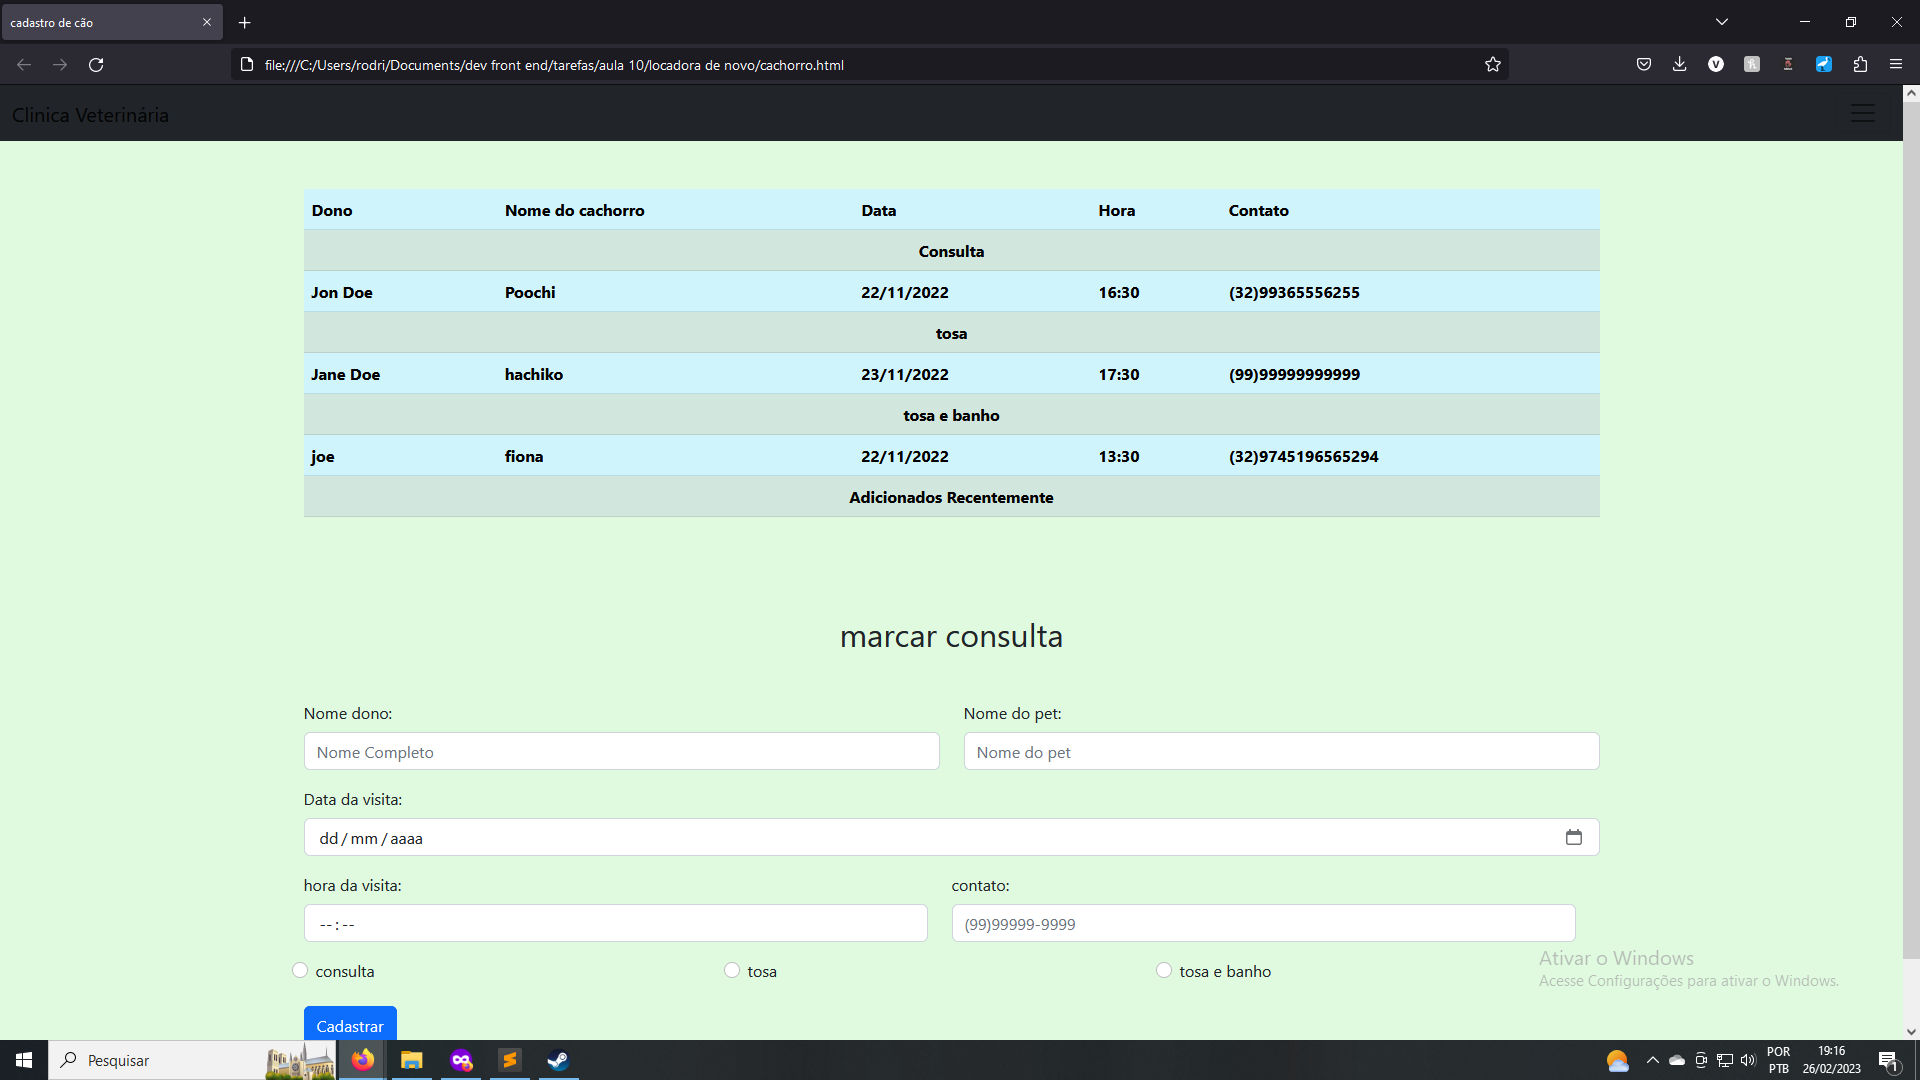 cadastro de cão
file:///C:/Users/rodri/Documents/dev front end/tarefas/aula 10/locadora de novo/cachorro.html
Clinica Veterinária
Dono Nome do cachorro Data Hora Contato
Consulta
Jon Doe Poochi 22/11/2022 16:30 (32)99365556255
tosa
Jane Doe hachiko 23/11/2022 17:30 (99)99999999999
tosa e banho
joe fiona 22/11/2022 13:30 (32)9745196565294
Adicionados Recentemente
marcar consulta
Nome dono: Nome do pet:
Nome Completo Nome do pet
Data da visita:
dd/mm/aaaa
hora da visita: contato:
--:-- (99)99999-9999
consulta tosa tosa e banho
Ativar o Windows
Acesse Configurações para ativar o Windows.
Cadastrar
Pesquisar
POR
PTB
19:16
26/02/2023
1